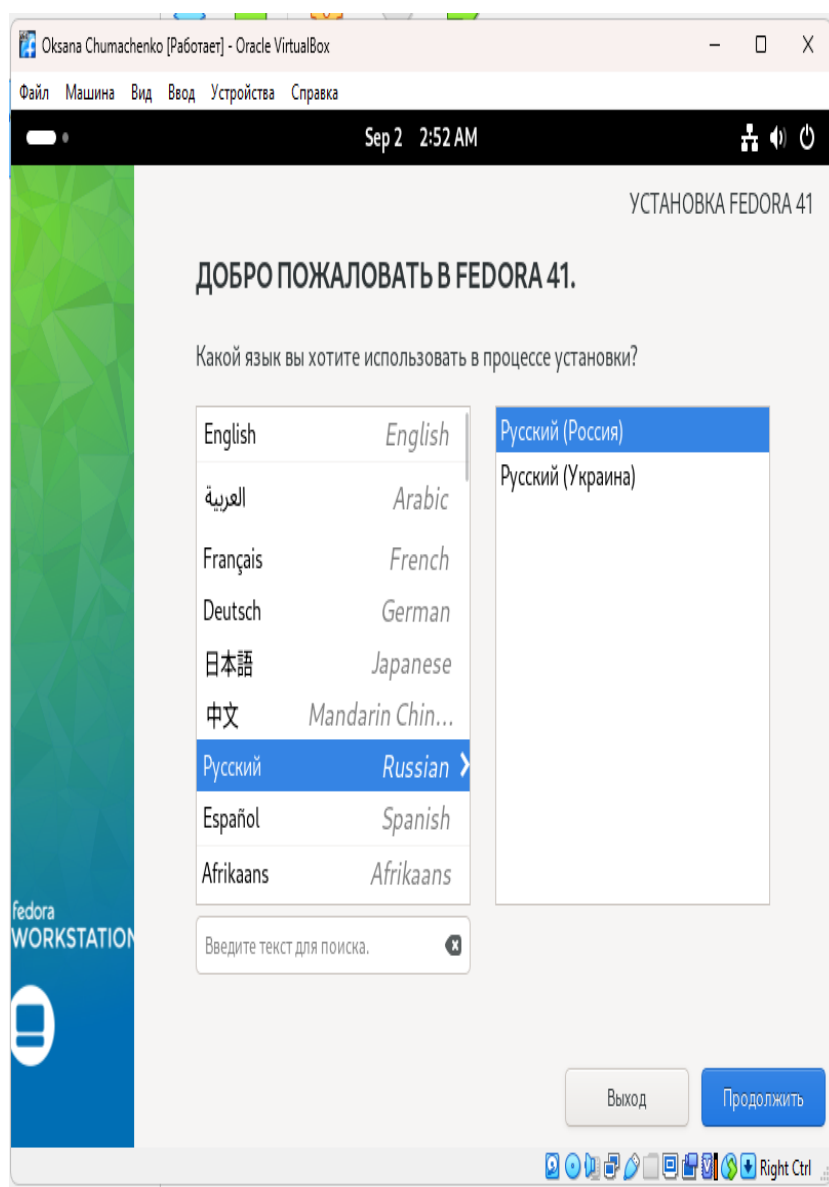 Oksana Chumachenko [Работает] - Oracle VirtualBox
Файл Машина Вид Ввод Устройства Справка
Sep 2 2:52 AM
УСТАНОВКА FEDORA 41
ДОБРО ПОЖАЛОВАТЬ В FEDORA 41.
Какой язык вы хотите использовать в процессе установки?
English English
العربية Arabic
Français French
Deutsch German
日本語 Japanese
中文 Mandarin Chin...
Русский Russian
Español Spanish
Afrikaans Afrikaans
Русский (Россия)
Русский (Украина)
Введите текст для поиска.
fedora
WORKSTATION
Выход Продолжить
Right Ctrl